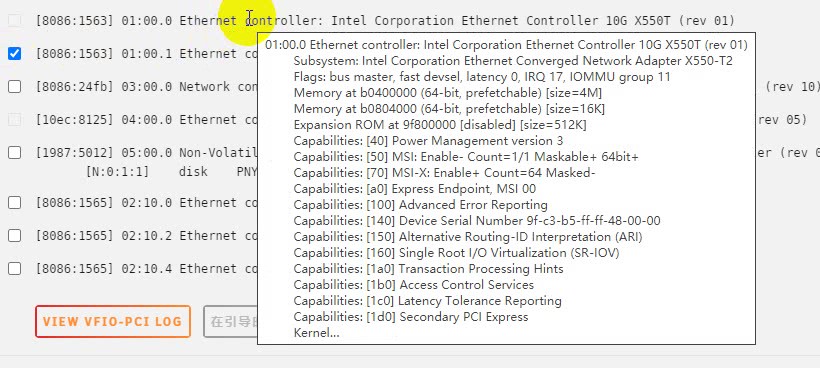 [8086:1563] 01:00.0 Ethernet controller: Intel Corporation Ethernet Controller 10G X550T (rev 01)
[8086:1563] 01:00.1 Ethernet co
[8086:24fb] 03:00.0 Network con
(rev 10)
[10ec:8125] 04:00.0 Ethernet co
rev 05)
[1987:5012] 05:00.0 Non-Volatil
er (rev 0
[N:0:1:1] disk PNY
[8086:1565] 02:10.0 Ethernet co
[8086:1565] 02:10.2 Ethernet co
[8086:1565] 02:10.4 Ethernet co
01:00.0 Ethernet controller: Intel Corporation Ethernet Controller 10G X550T (rev 01)
Subsystem: Intel Corporation Ethernet Converged Network Adapter X550-T2
Flags: bus master, fast devsel, latency 0, IRQ 17, IOMMU group 11
Memory at b0400000 (64-bit, prefetchable) [size=4M]
Memory at b0804000 (64-bit, prefetchable) [size=16K]
Expansion ROM at 9f800000 [disabled] [size=512K]
Capabilities: [40] Power Management version 3
Capabilities: [50] MSI: Enable- Count=1/1 Maskable+ 64bit+
Capabilities: [70] MSI-X: Enable+ Count=64 Masked-
Capabilities: [a0] Express Endpoint, MSI 00
Capabilities: [100] Advanced Error Reporting
Capabilities: [140] Device Serial Number 9f-c3-b5-ff-ff-48-00-00
Capabilities: [150] Alternative Routing-ID Interpretation (ARI)
Capabilities: [160] Single Root I/O Virtualization (SR-IOV)
Capabilities: [1a0] Transaction Processing Hints
Capabilities: [1b0] Access Control Services
Capabilities: [1c0] Latency Tolerance Reporting
Capabilities: [1d0] Secondary PCI Express
Kernel...
VIEW VFIO-PCI LOG
在引导